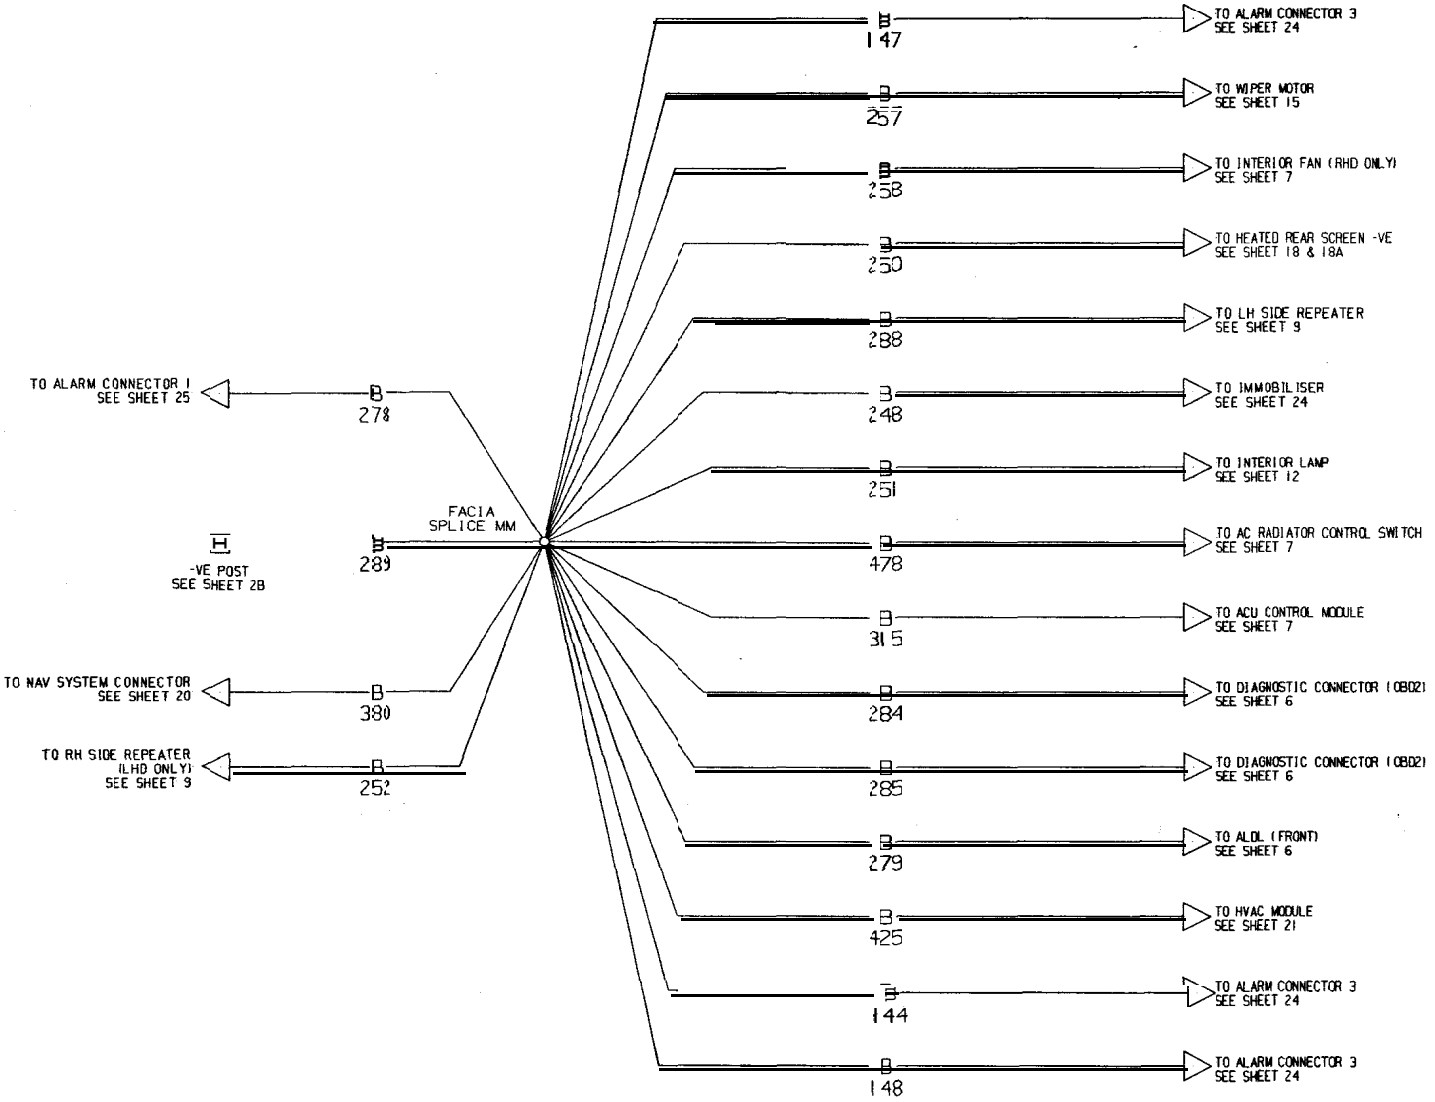 TO ALARM CONNECTOR 3
SEE SHEET 24
147
B
TO WIPER MOTOR
SEE SHEET 15
257
B
TO INTERIOR FAN (RHD ONLY)
SEE SHEET 7
258
B
TO HEATED REAR SCREEN -VE
SEE SHEET 18 & 18A
250
B
TO LH SIDE REPEATER
SEE SHEET 9
288
TO ALARM CONNECTOR 1
SEE SHEET 25
B
278
B
TO IMMOBILISER
SEE SHEET 24
248
B
TO INTERIOR LAMP
SEE SHEET 12
251
FACIA
SPLICE MM
-VE POST
SEE SHEET 2B
B
289
B
TO AC RADIATOR CONTROL SWITCH
SEE SHEET 7
478
B
TO ACU CONTROL MODULE
SEE SHEET 7
315
TO NAV SYSTEM CONNECTOR
SEE SHEET 20
B
380
B
TO DIAGNOSTIC CONNECTOR (OBD2)
SEE SHEET 6
284
TO RH SIDE REPEATER
(LHD ONLY)
SEE SHEET 9
B
252
B
TO DIAGNOSTIC CONNECTOR (OBD2)
SEE SHEET 6
285
B
TO ALDL (FRONT)
SEE SHEET 6
279
B
TO HVAC MODULE
SEE SHEET 21
425
TO ALARM CONNECTOR 3
SEE SHEET 24
144
B
TO ALARM CONNECTOR 3
SEE SHEET 24
148